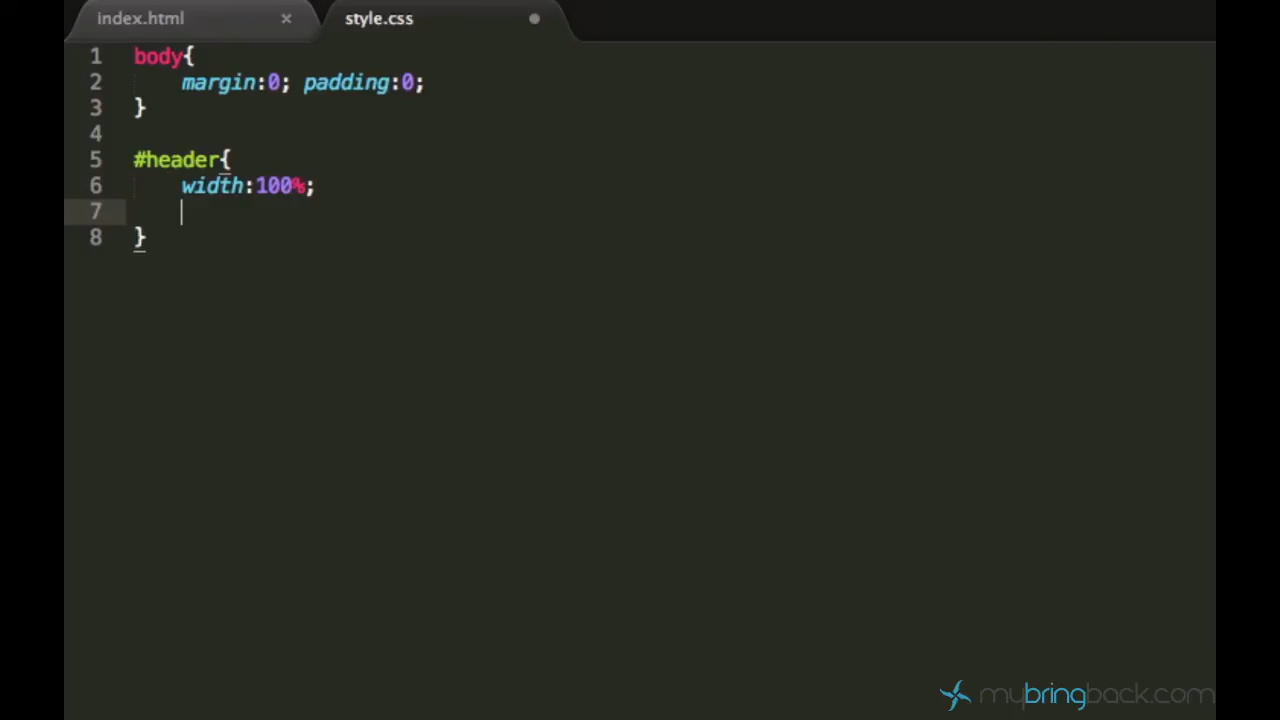 index.html × style.css
1 body{
2 margin:0; padding:0;
3 }
4
5 #header{
6 width:100%;
7
8 }
mybringback.com